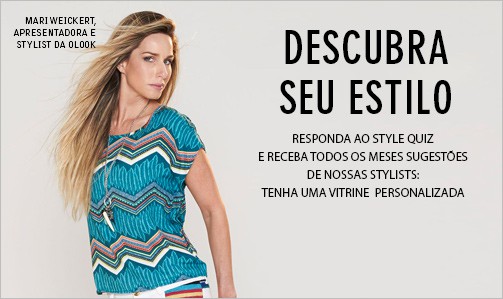 MARI WEICKERT,
APRESENTADORA E
STYLIST DA OLOOK
DESCUBRA
SEU ESTILO
RESPONDA AO STYLE QUIZ
E RECEBA TODOS OS MESES SUGESTÕES
DE NOSSAS STYLISTS:
TENHA UMA VITRINE PERSONALIZADA